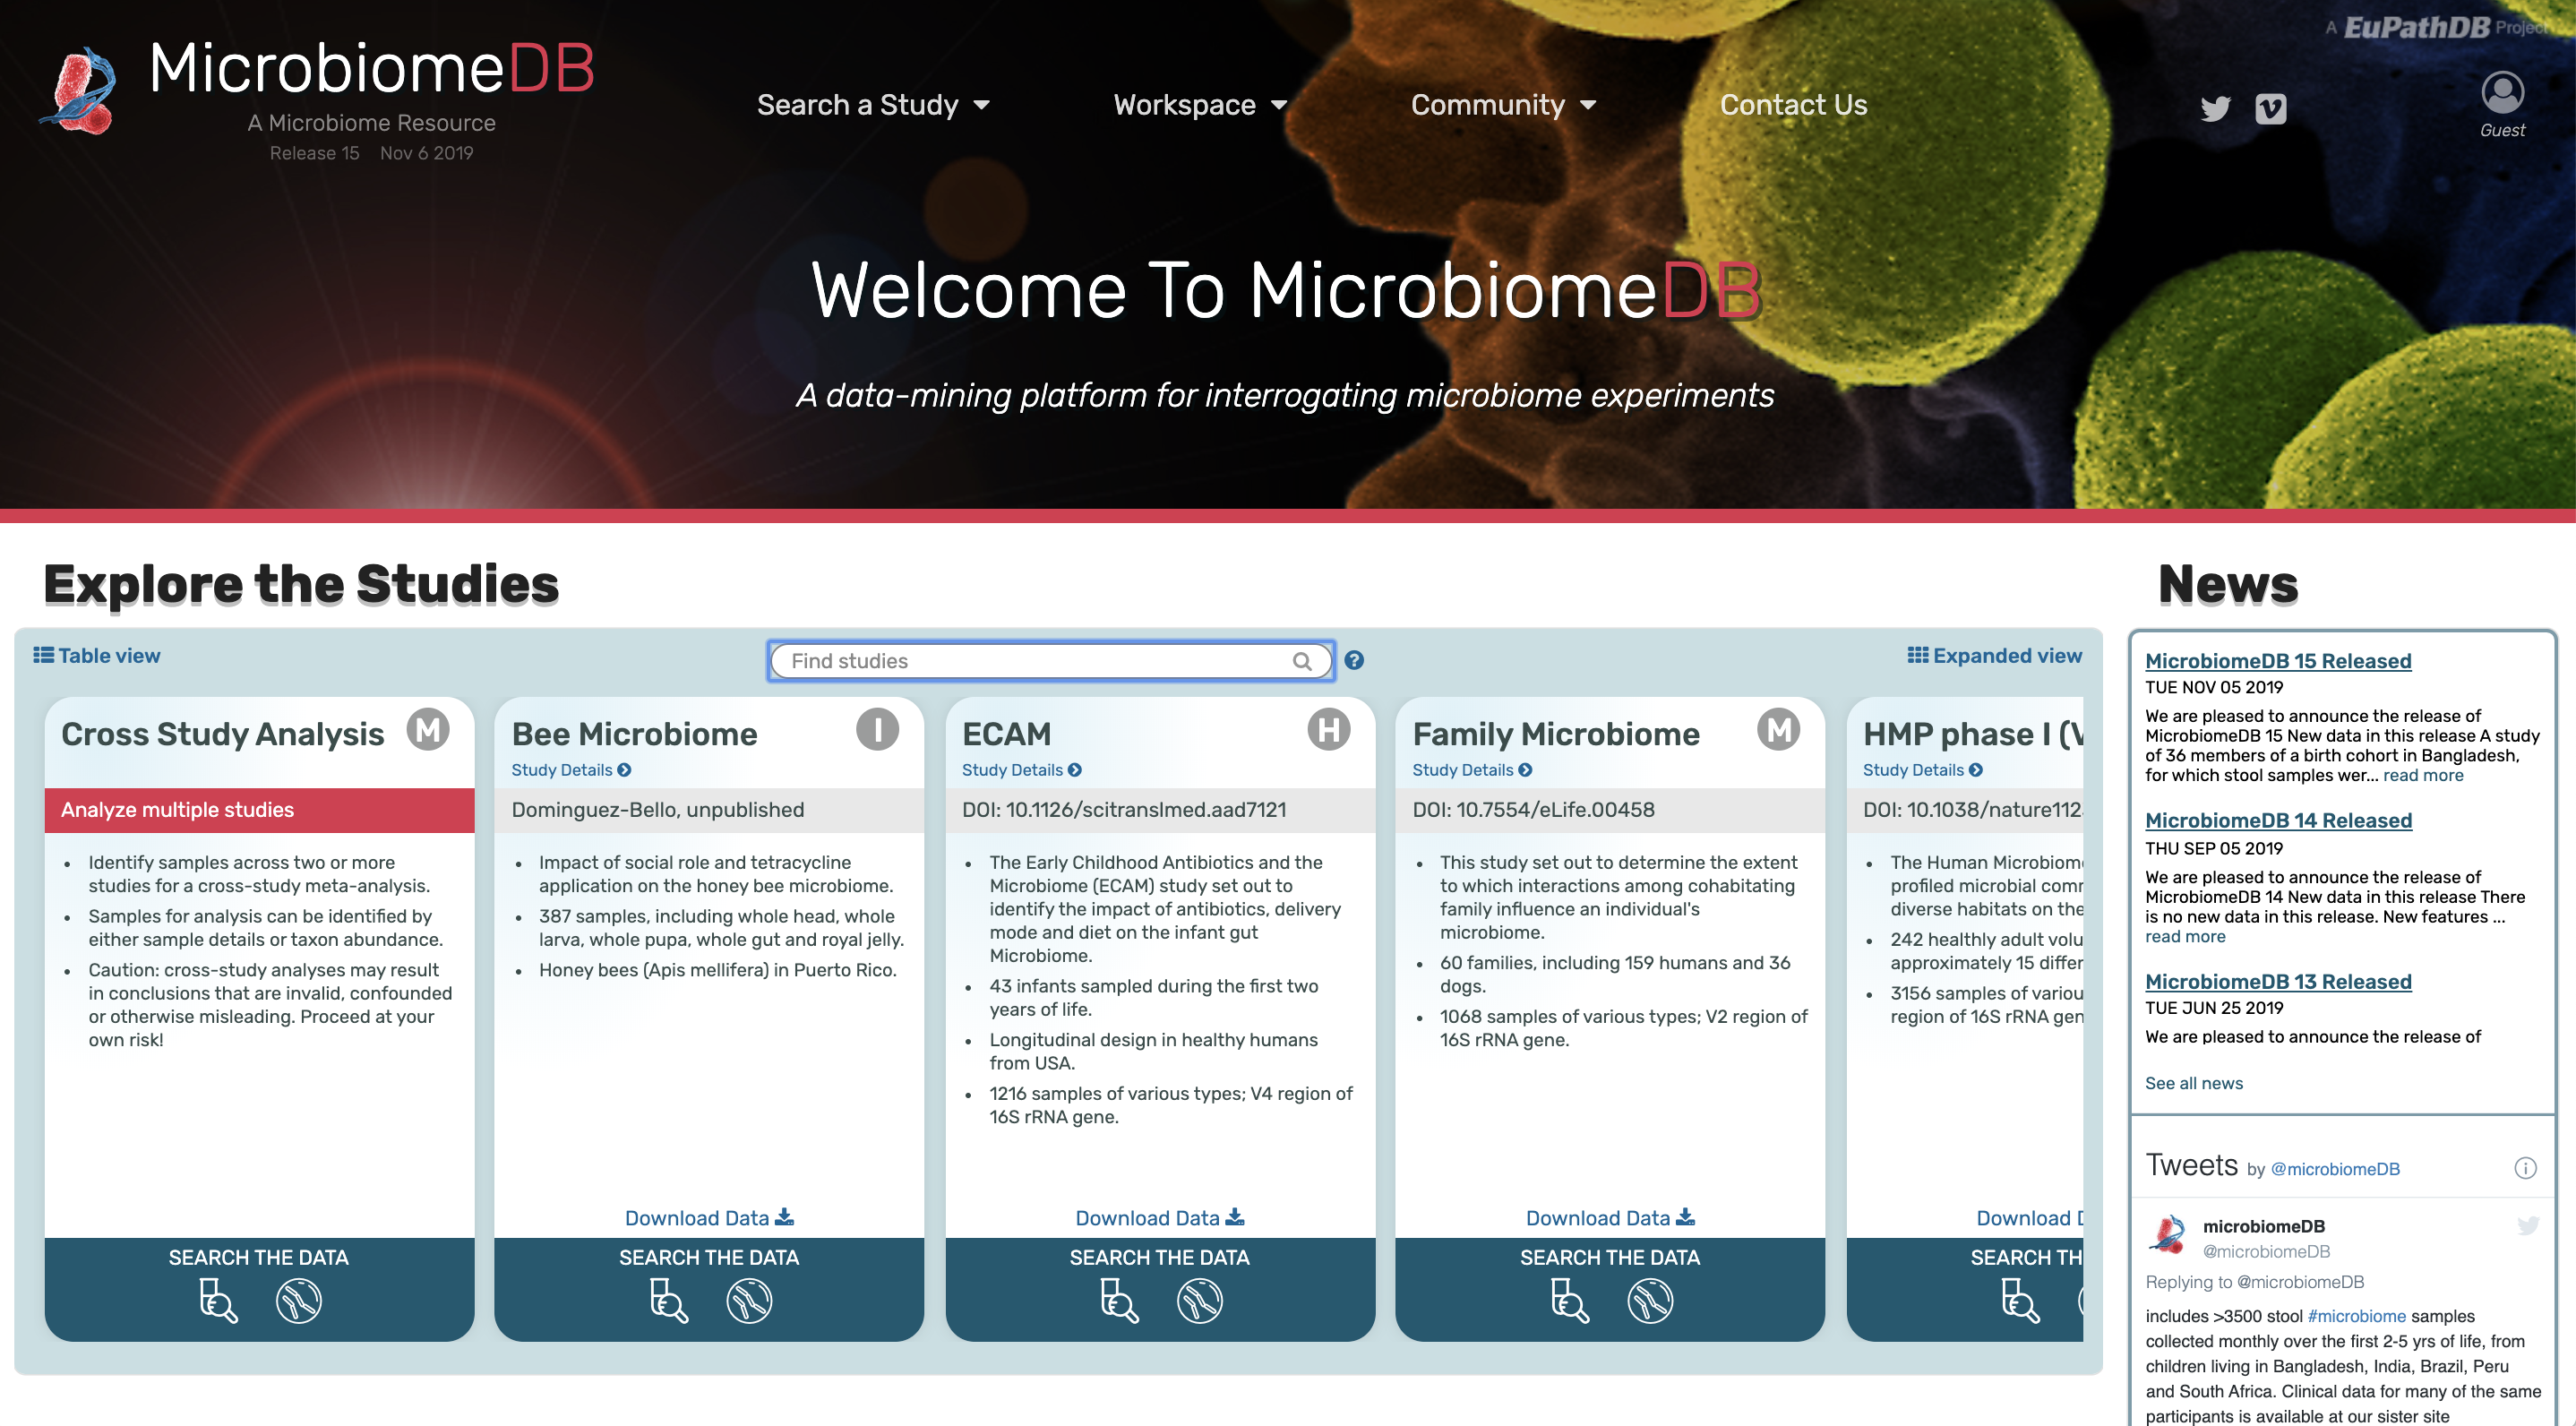 A EuPathDB Project
MicrobiomeDB
A Microbiome Resource
Release 15 Nov 6 2019
Search a Study
Workspace
Community
Contact Us
Guest
Welcome To MicrobiomeDB
A data-mining platform for interrogating microbiome experiments
Explore the Studies
Table view
Find studies
Expanded view
Cross Study Analysis
M
Analyze multiple studies
Identify samples across two or more
studies for a cross-study meta-analysis.
Samples for analysis can be identified by
either sample details or taxon abundance.
Caution: cross-study analyses may result
in conclusions that are invalid, confounded
or otherwise misleading. Proceed at your
own risk!
SEARCH THE DATA
Bee Microbiome
I
Study Details
Dominguez-Bello, unpublished
Impact of social role and tetracycline
application on the honey bee microbiome.
387 samples, including whole head, whole
larva, whole pupa, whole gut and royal jelly.
Honey bees (Apis mellifera) in Puerto Rico.
Download Data
SEARCH THE DATA
ECAM
H
Study Details
DOI: 10.1126/scitranslmed.aad7121
The Early Childhood Antibiotics and the
Microbiome (ECAM) study set out to
identify the impact of antibiotics, delivery
mode and diet on the infant gut
Microbiome.
43 infants sampled during the first two
years of life.
Longitudinal design in healthy humans
from USA.
1216 samples of various types; V4 region of
16S rRNA gene.
Download Data
SEARCH THE DATA
Family Microbiome
M
Study Details
DOI: 10.7554/eLife.00458
This study set out to determine the extent
to which interactions among cohabitating
family influence an individual's
microbiome.
60 families, including 159 humans and 36
dogs.
1068 samples of various types; V2 region of
16S rRNA gene.
Download Data
SEARCH THE DATA
HMP phase I (V
Study Details
DOI: 10.1038/nature112
The Human Microbiom
profiled microbial com
diverse habitats on the
242 healthly adult volu
approximately 15 differ
3156 samples of variou
region of 16S rRNA gen
Download D
SEARCH TH
News
MicrobiomeDB 15 Released
TUE NOV 05 2019
We are pleased to announce the release of
MicrobiomeDB 15 New data in this release A study
of 36 members of a birth cohort in Bangladesh,
for which stool samples wer... read more
MicrobiomeDB 14 Released
THU SEP 05 2019
We are pleased to announce the release of
MicrobiomeDB 14 New data in this release There
is no new data in this release. New features ...
read more
MicrobiomeDB 13 Released
TUE JUN 25 2019
We are pleased to announce the release of
See all news
Tweets by @microbiomeDB
microbiomeDB
@microbiomeDB
Replying to @microbiomeDB
includes >3500 stool #microbiome samples
collected monthly over the first 2-5 yrs of life, from
children living in Bangladesh, India, Brazil, Peru
and South Africa. Clinical data for many of the same
participants is available at our sister site